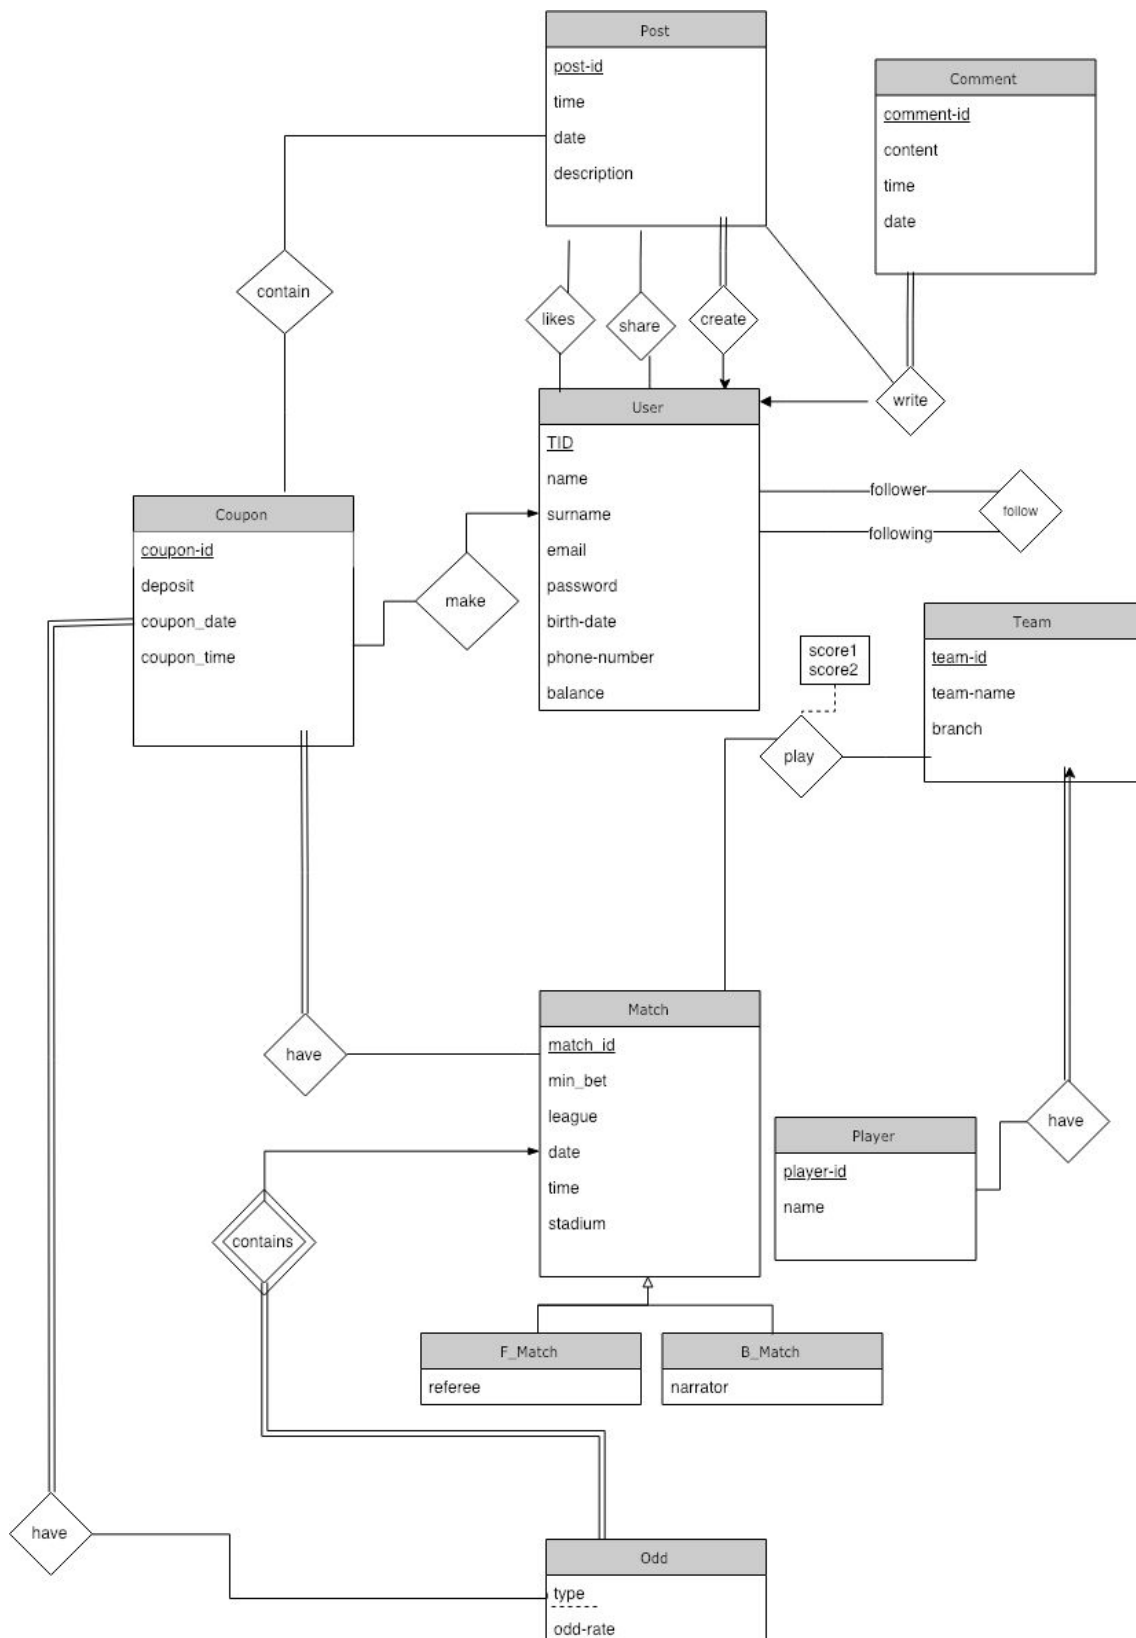 Post
post-id
time
date
description
Comment
comment-id
content
time
date
contain
likes
share
create
write
User
TID
name
surname
email
password
birth-date
phone-number
balance
follower
following
follow
Coupon
coupon-id
deposit
coupon_date
coupon_time
make
Team
team-id
team-name
branch
score1
score2
play
Match
match_id
min_bet
league
date
time
stadium
have
Player
player-id
name
have
contains
F_Match
referee
B_Match
narrator
have
Odd
type
odd-rate